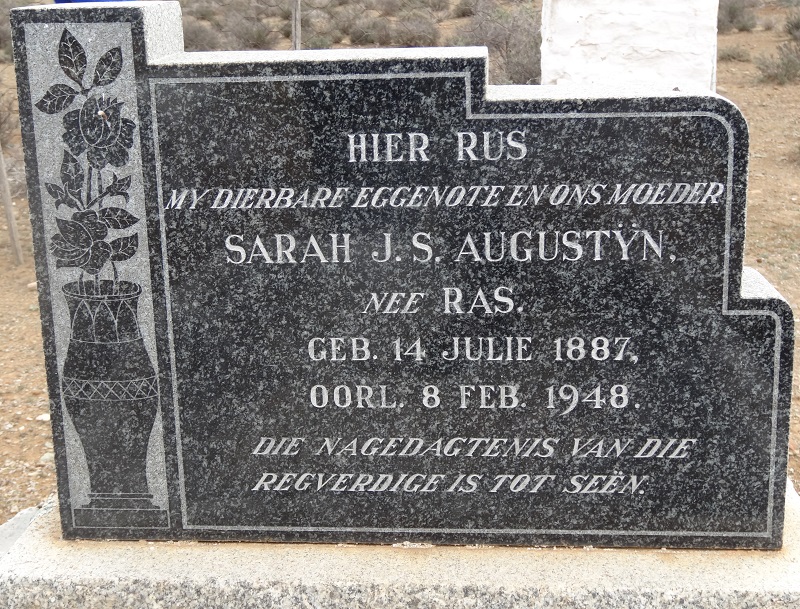 HIER RUS
MY DIERBARE EGGENOTE EN ONS MOEDER
SARAH J. S. AUGUSTŸN,
NEE RAS.
GEB. 14 JULIE 1887,
OORL. 8 FEB. 1948.
DIE NAGEDAGTENIS VAN DIE
REGVERDIGE IS TOT SEËN.